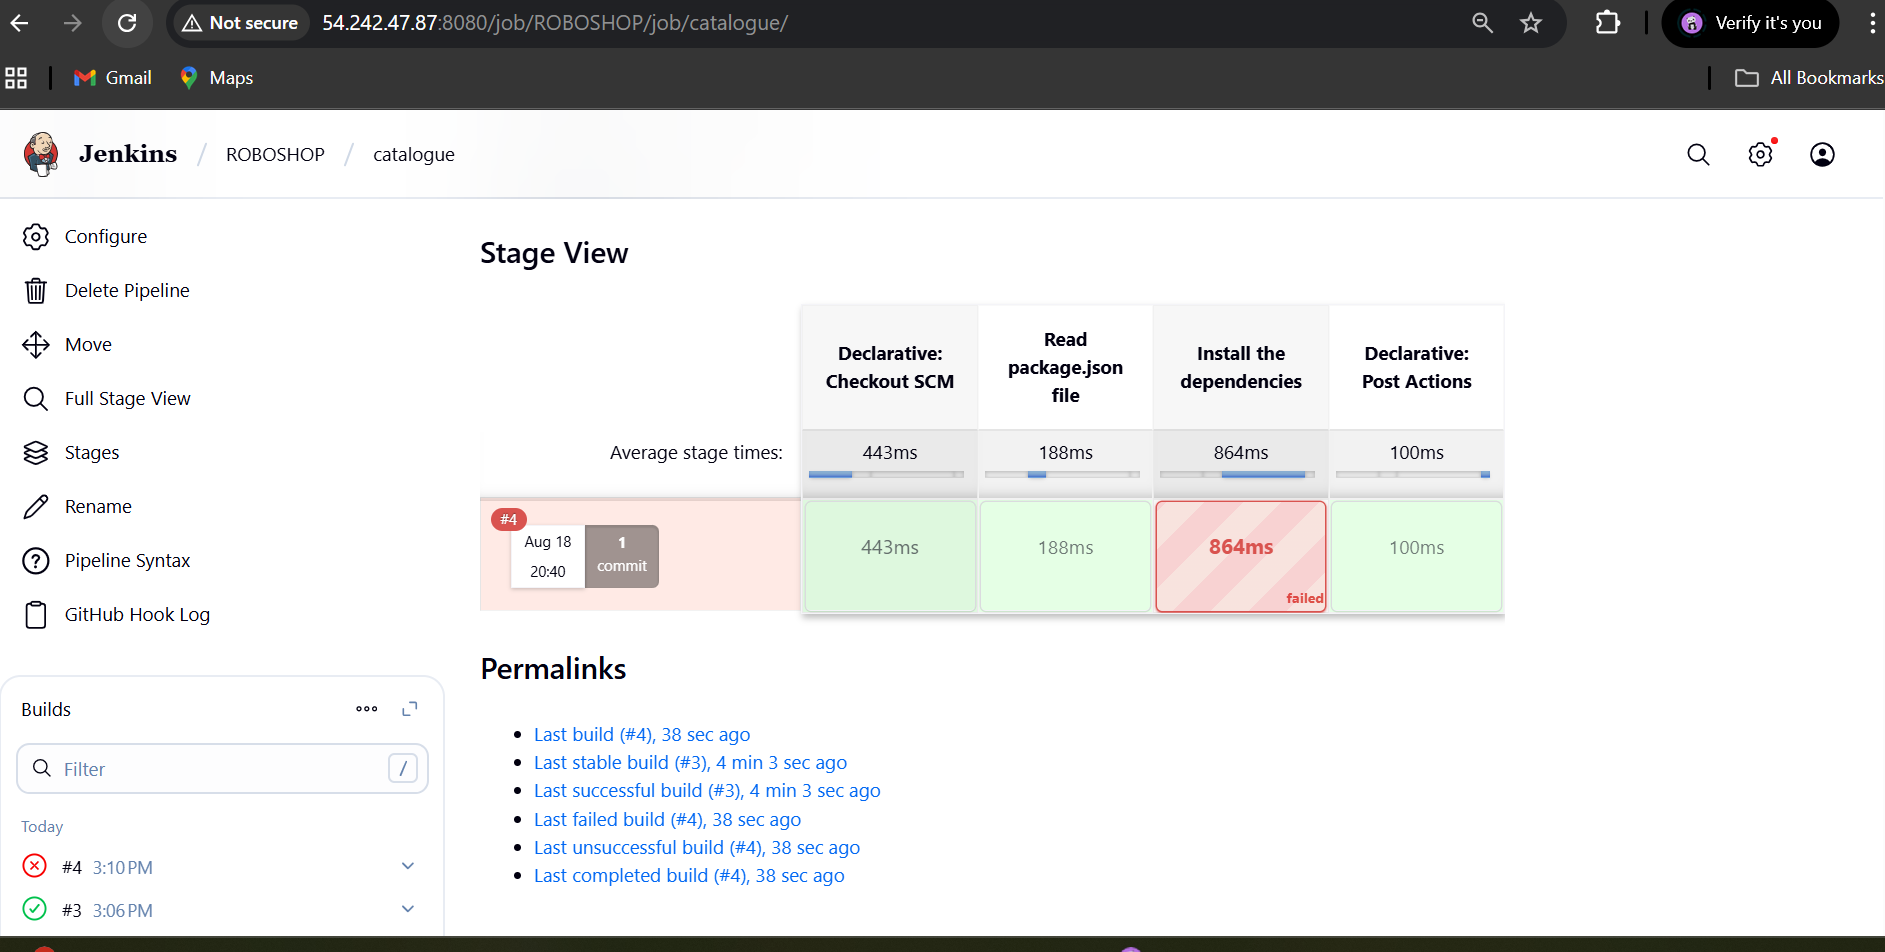 Not secure
54.242.47.87:8080/job/ROBOSHOP/job/catalogue/
Verify it's you
Gmail
Maps
All Bookmarks
Jenkins / ROBOSHOP / catalogue
Configure
Delete Pipeline
Move
Full Stage View
Stages
Rename
Pipeline Syntax
GitHub Hook Log
Builds
Filter
/
Today
#4 3:10 PM
#3 3:06 PM
Stage View
Declarative:
Checkout SCM
Read
package.json
file
Install the
dependencies
Declarative:
Post Actions
Average stage times:
443ms
188ms
864ms
100ms
#4
Aug 18
20:40
1
commit
443ms
188ms
864ms
failed
100ms
Permalinks
Last build (#4), 38 sec ago
Last stable build (#3), 4 min 3 sec ago
Last successful build (#3), 4 min 3 sec ago
Last failed build (#4), 38 sec ago
Last unsuccessful build (#4), 38 sec ago
Last completed build (#4), 38 sec ago